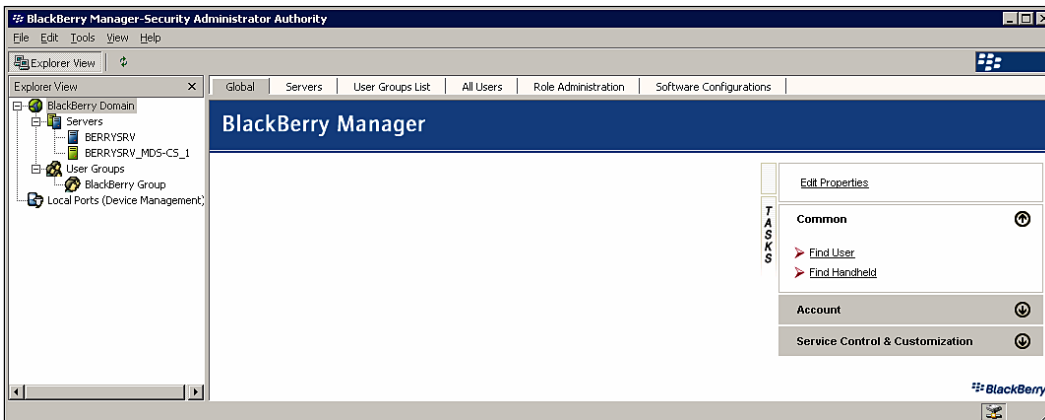 BlackBerry Manager-Security Administrator Authority
File Edit Tools View Help
Explorer View
Explorer View
Global Servers User Groups List All Users Role Administration Software Configurations
BlackBerry Domain
Servers
BERRYSRV
BERRYSRV_MDS-CS_1
User Groups
BlackBerry Group
Local Ports (Device Management)
BlackBerry Manager
TASKS
Edit Properties
Common
Find User
Find Handheld
Account
Service Control & Customization
BlackBerry